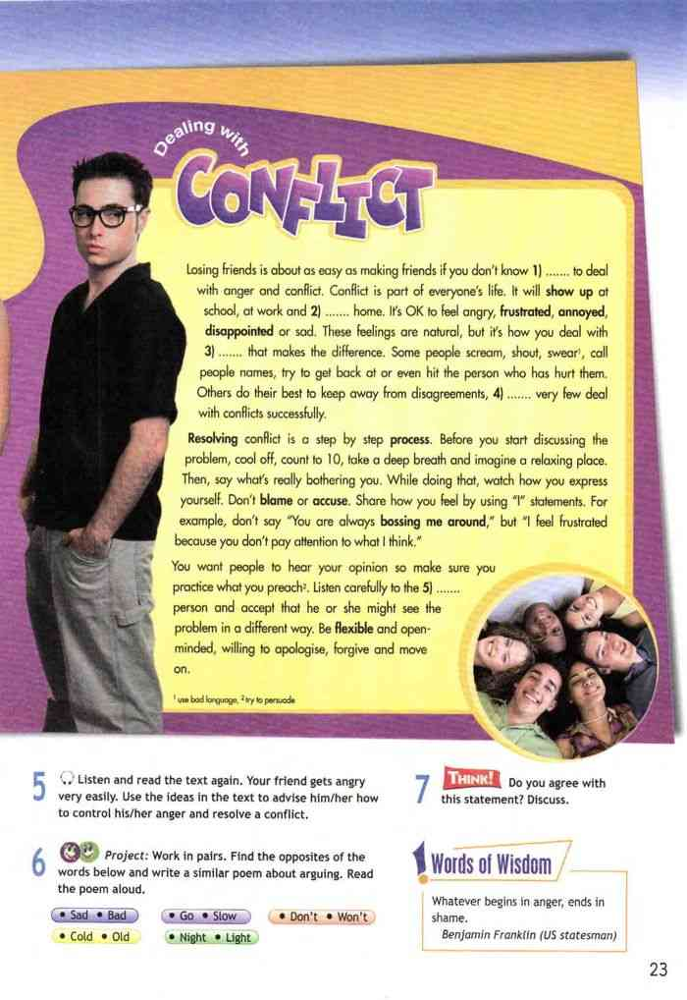 Dealing with
CONFLICT
Losing friends is about as easy as making friends if you don't know 1) ....... to deal
with anger and conflict. Conflict is part of everyone's life. It will show up at
school, at work and 2) ....... home. It's OK to feel angry, frustrated, annoyed,
disappointed or sad. These feelings are natural, but it's how you deal with
3) ....... that makes the difference. Some people scream, shout, swear¹, call
people names, try to get back at or even hit the person who has hurt them.
Others do their best to keep away from disagreements, 4) ....... very few deal
with conflicts successfully.
Resolving conflict is a step by step process. Before you start discussing the
problem, cool off, count to 10, take a deep breath and imagine a relaxing place.
Then, say what's really bothering you. While doing that, watch how you express
yourself. Don't blame or accuse. Share how you feel by using "I" statements. For
example, don't say "You are always bossing me around," but "I feel frustrated
because you don't pay attention to what I think."
You want people to hear your opinion so make sure you
practice what you preach². Listen carefully to the 5) .......
person and accept that he or she might see the
problem in a different way. Be flexible and open-
minded, willing to apologise, forgive and move
on.
¹ use bad language, ² try to persuade
5 Listen and read the text again. Your friend gets angry
very easily. Use the ideas in the text to advise him/her how
to control his/her anger and resolve a conflict.
6 Project: Work in pairs. Find the opposites of the
words below and write a similar poem about arguing. Read
the poem aloud.
• Sad • Bad
• Go • Slow
• Don't • Won't
• Cold • Old
• Night • Light
7 THINK! Do you agree with
this statement? Discuss.
! Words of Wisdom
Whatever begins in anger, ends in
shame.
Benjamin Franklin (US statesman)
23